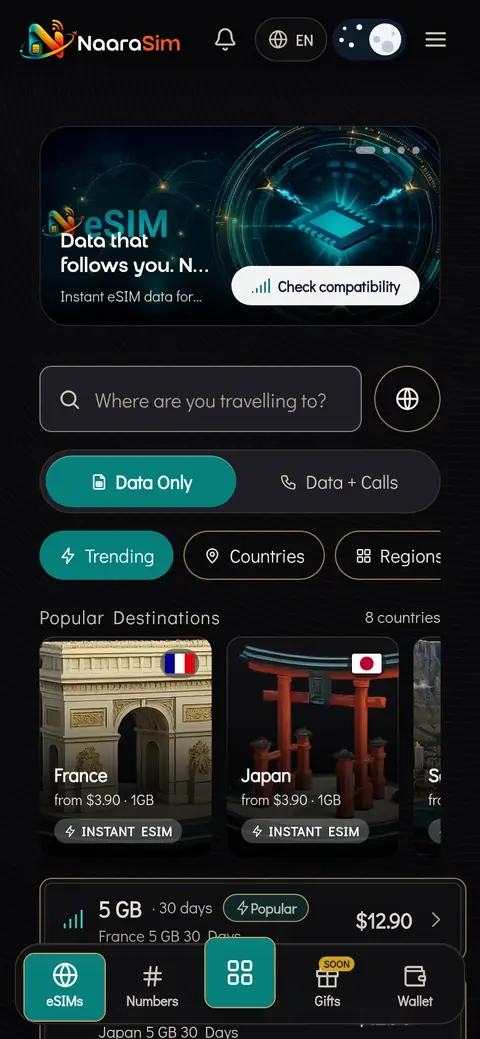 NaaraSim
EN
eSIM
Data that
follows you. N...
Instant eSIM data for...
Check compatibility
Where are you travelling to?
Data Only
Data + Calls
Trending
Countries
Regions
Popular Destinations
8 countries
France
from $3.90 · 1GB
INSTANT ESIM
Japan
from $3.90 · 1GB
INSTANT ESIM
5 GB · 30 days
Popular
$12.90
France 5 GB 30 Days
eSIMs
Numbers
SOON
Gifts
Wallet
Japan 5 GB 30 Days